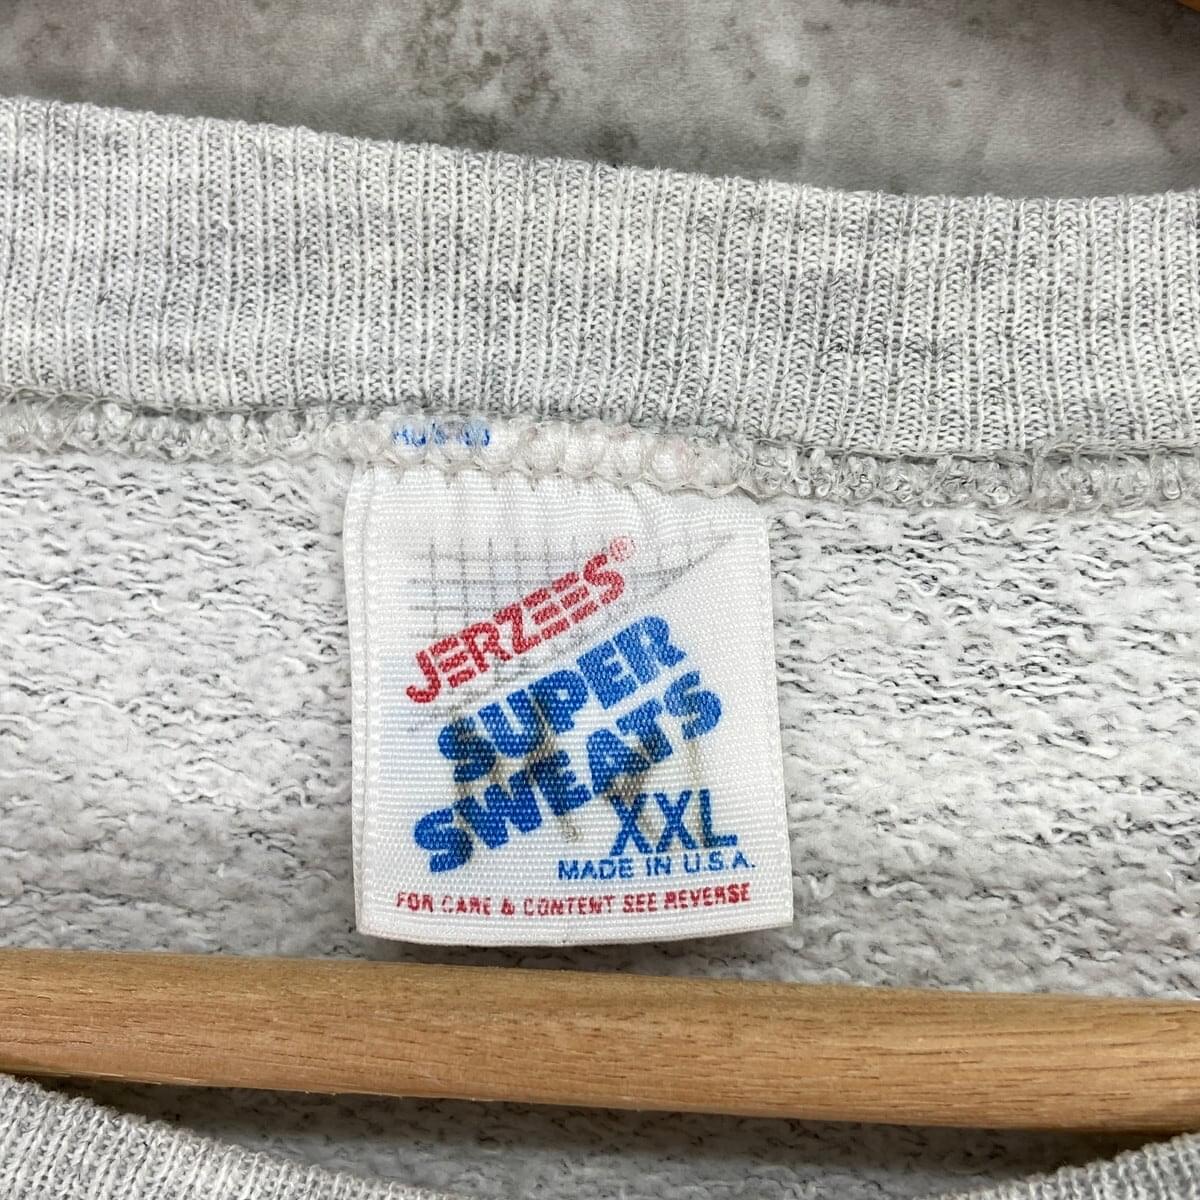 JERZEES®
SUPER
SWEATS
XXL
MADE IN U.S.A.
FOR CARE & CONTENT SEE REVERSE